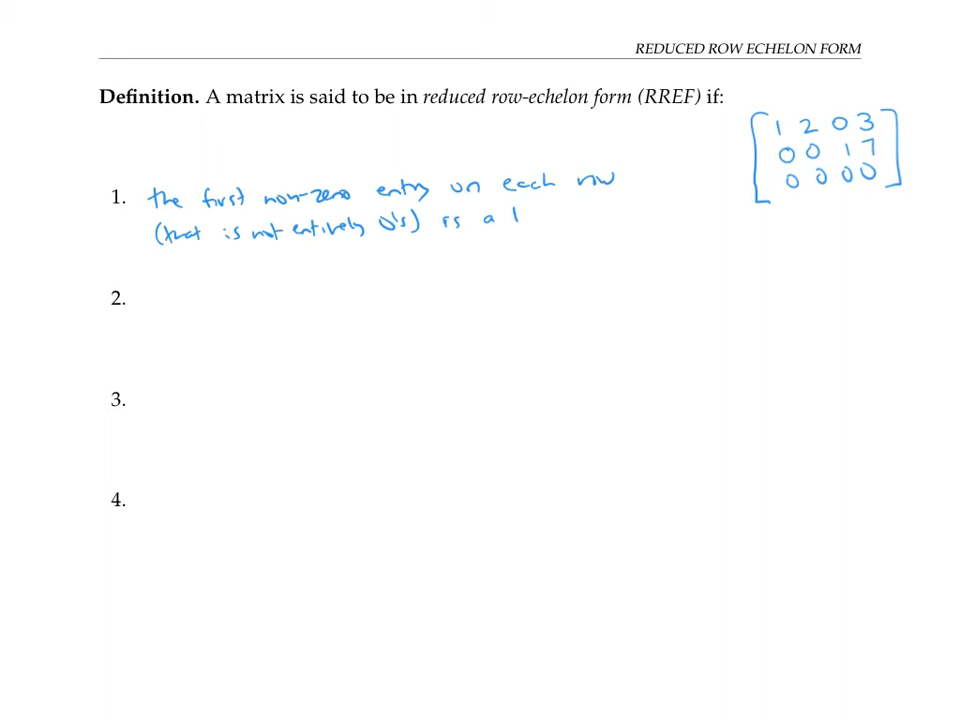 REDUCED ROW ECHELON FORM
Definition. A matrix is said to be in reduced row-echelon form (RREF) if:
1 2 0 3
0 0 1 7
0 0 0 0
1. the first non-zero entry on each row
(that is not entirely 0's) is a 1
2.
3.
4.